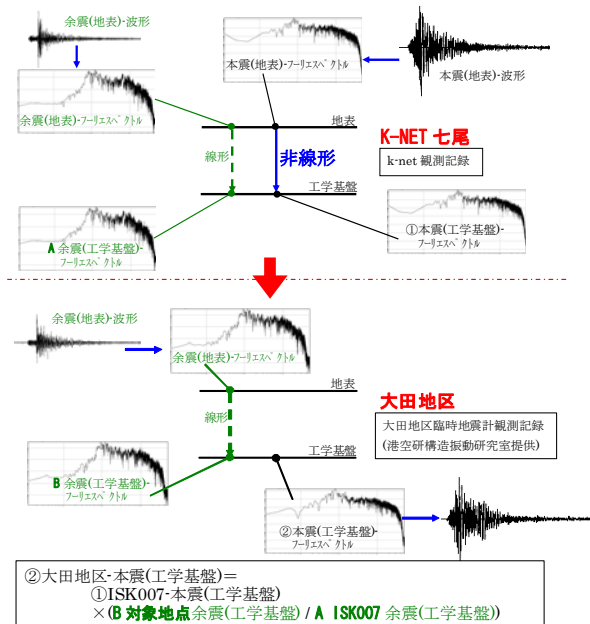 余震(地表)-波形
余震(地表)-フーリエスペクトル
本震(地表)-フーリエスペクトル
本震(地表)-波形
地表
線形
非線形
工学基盤
K-NET 七尾
k-net 観測記録
A 余震(工学基盤)-
フーリエスペクトル
①本震(工学基盤)-
フーリエスペクトル
余震(地表)-波形
余震(地表)-フーリエスペクトル
地表
線形
工学基盤
大田地区
大田地区臨時地震計観測記録
(港空研構造振動研究室提供)
B 余震(工学基盤)-
フーリエスペクトル
②本震(工学基盤)-
フーリエスペクトル
②大田地区-本震(工学基盤)=
①ISK007-本震(工学基盤)
×(B 対象地点余震(工学基盤) / A ISK007 余震(工学基盤))